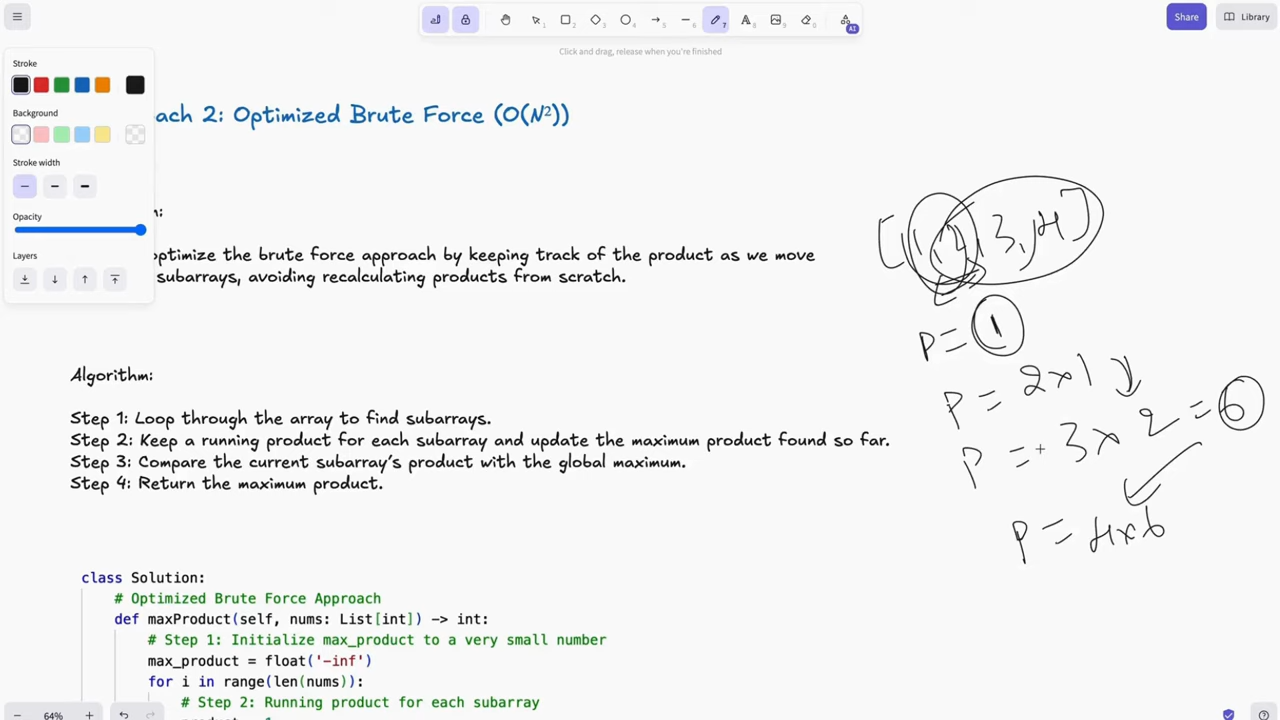 Share
Library
Click and drag, release when you're finished
Stroke
Background
Stroke width
Opacity
Layers
ach 2: Optimized Brute Force (O(N²))
n:
optimize the brute force approach by keeping track of the product as we move
subarrays, avoiding recalculating products from scratch.
Algorithm:
Step 1: Loop through the array to find subarrays.
Step 2: Keep a running product for each subarray and update the maximum product found so far.
Step 3: Compare the current subarray's product with the global maximum.
Step 4: Return the maximum product.
class Solution:
# Optimized Brute Force Approach
def maxProduct(self, nums: List[int]) -> int:
# Step 1: Initialize max_product to a very small number
max_product = float('-inf')
for i in range(len(nums)):
# Step 2: Running product for each subarray
[1, 2, 3, 4]
P = 1
P = 2x1
P = 3x 2 = 6
P = 4x6
64%